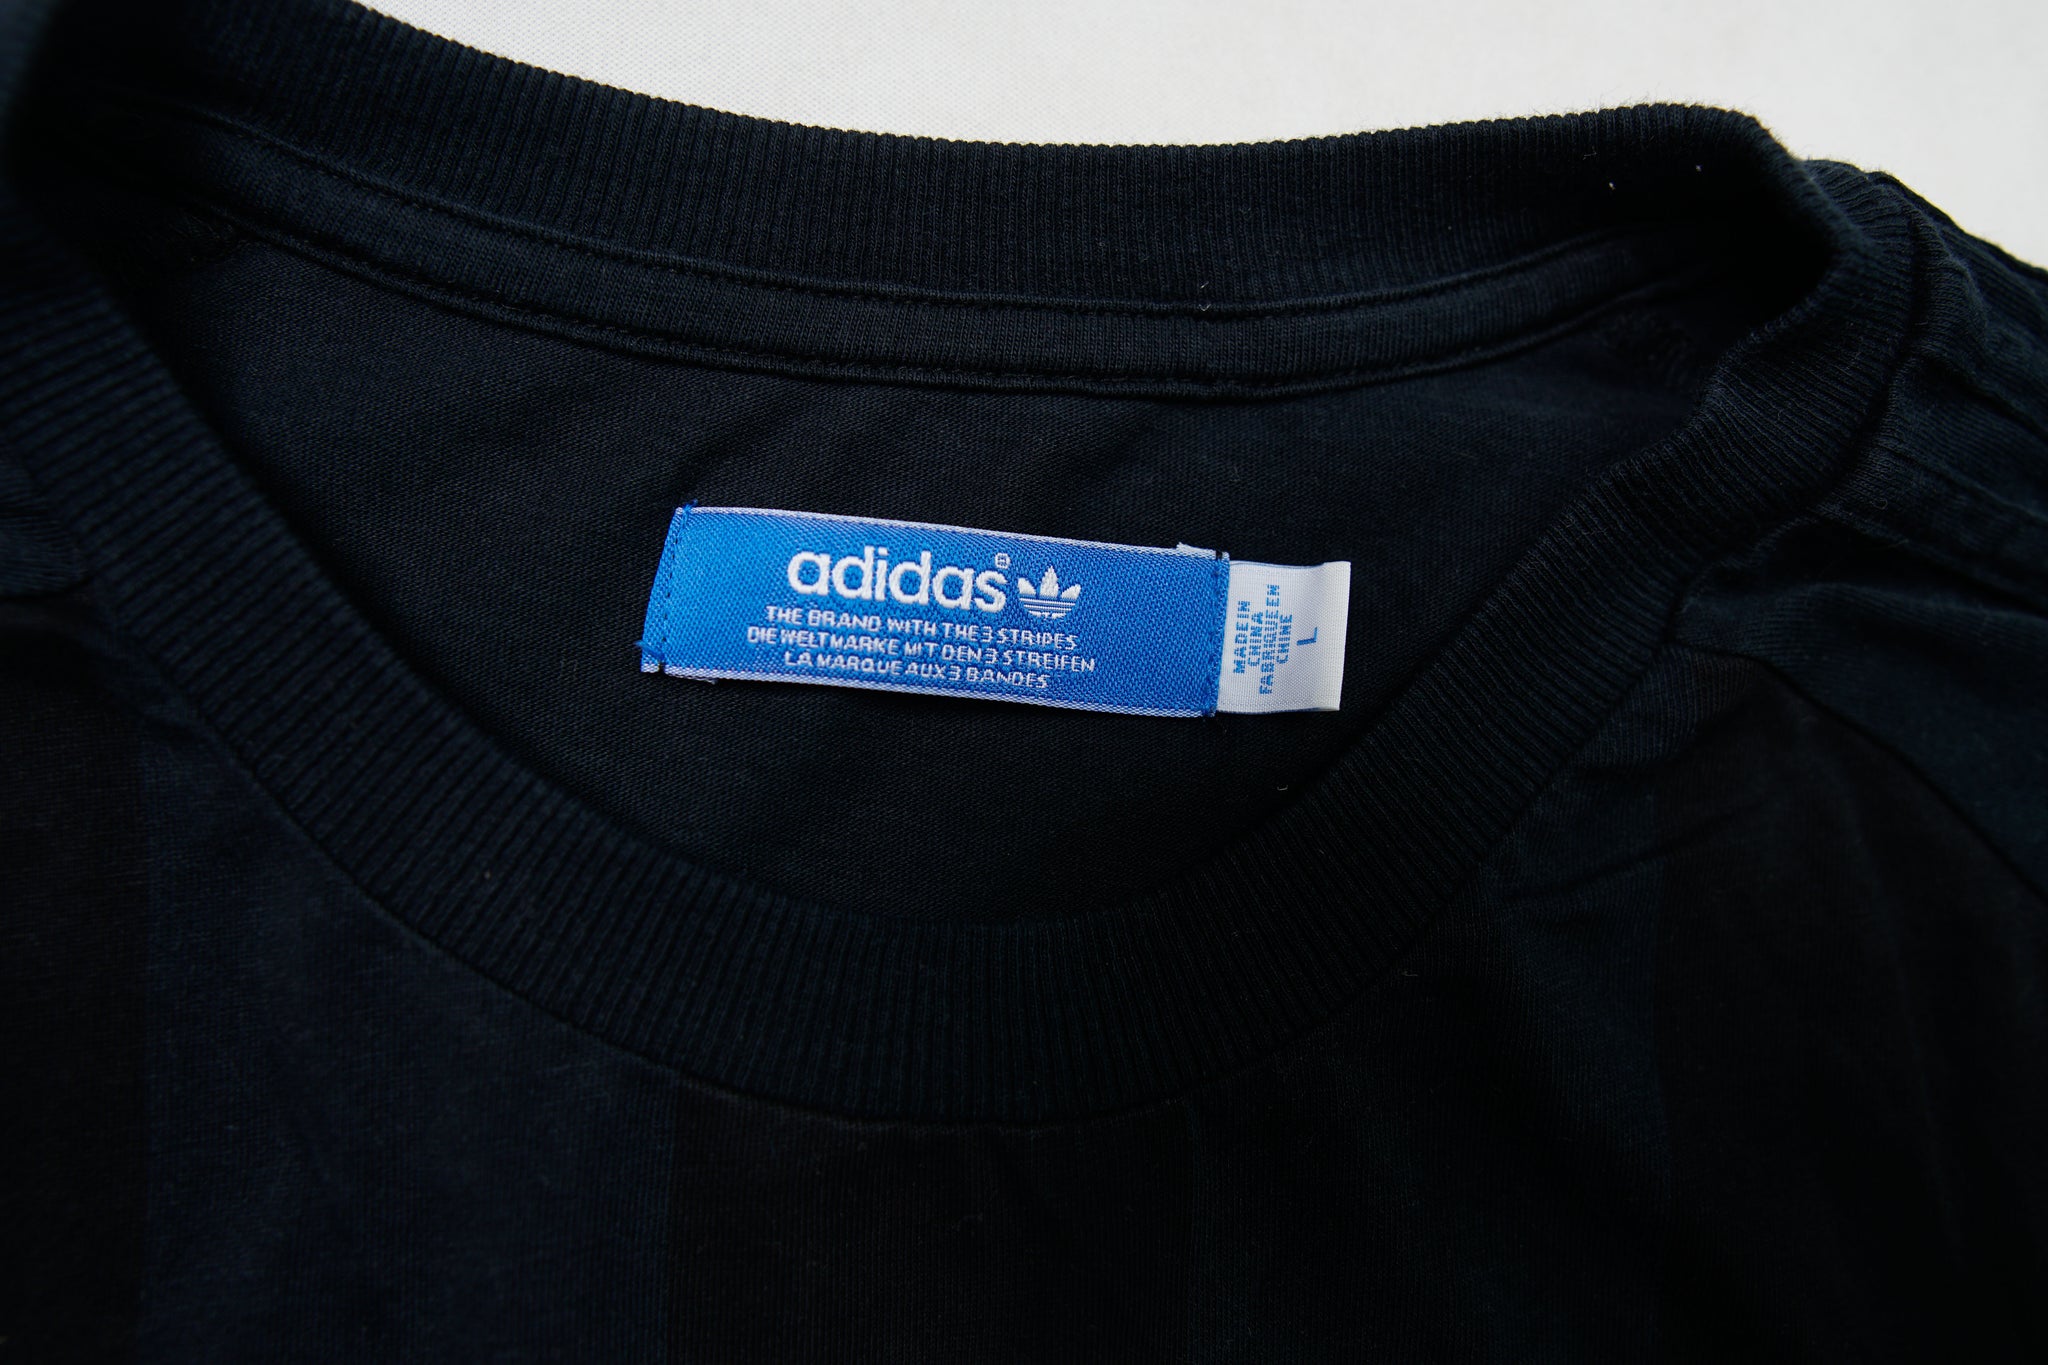 adidas®
THE BRAND WITH THE 3 STRIPES
DIE WELTMARKE MIT DEN 3 STREIFEN
LA MARQUE AUX 3 BANDES
MADE IN
CHINA
FABRIQUE EN
CHINE
L